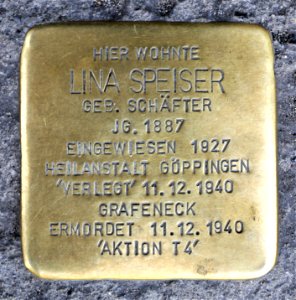 HIER WOHNTE
LINA SPEISER
GEB. SCHÄFTER
JG. 1887
EINGEWIESEN 1927
HEILANSTALT GÖPPINGEN
'VERLEGT' 11.12.1940
GRAFENECK
ERMORDET 11.12.1940
'AKTION T4'